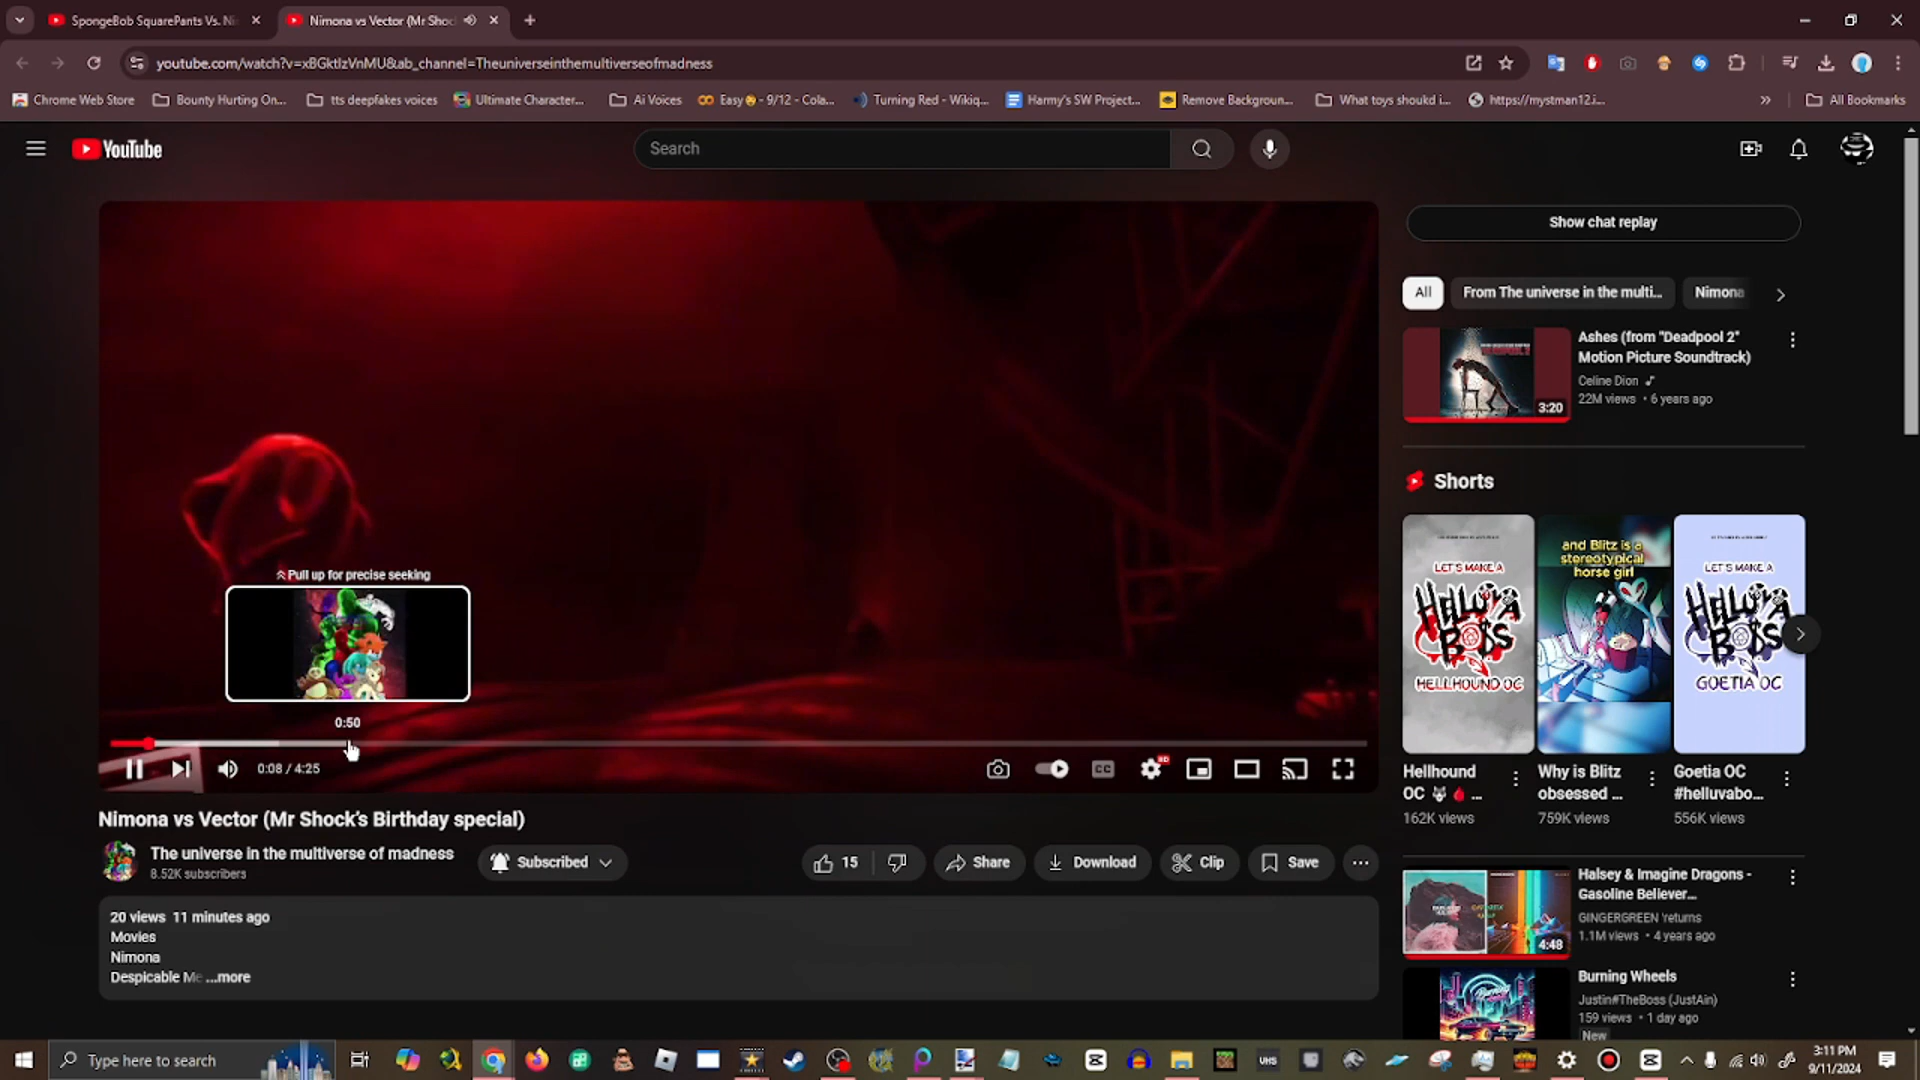 SpongeBob SquarePants Vs. Ni
Nimona vs Vector (Mr Shoc
youtube.com/watch?v=xBGktIzVnMU&ab_channel=Theuniverseinthemultiverseofmadness
Chrome Web Store
Bounty Hurting On...
tts deepfakes voices
Ultimate Character...
Ai Voices
Easy - 9/12 - Cola...
Turning Red - Wikiq...
Harmy's SW Project...
Remove Backgroun...
What toys shoukd i...
https://mystman12.i...
All Bookmarks
YouTube
Search
Show chat replay
All
From The universe in the multi...
Nimona
Ashes (from "Deadpool 2"
Motion Picture Soundtrack)
Celine Dion
22M views • 6 years ago
3:20
Shorts
LET'S MAKE A
HELLUVA
BOSS
HELLHOUND OC
and Blitz is a
stereotypical
horse girl
LET'S MAKE A
HELLUVA
BOSS
GOETIA OC
Hellhound
OC ...
162K views
Why is Blitz
obsessed ...
759K views
Goetia OC
#helluvabo...
556K views
Pull up for precise seeking
0:50
0:08 / 4:25
CC
HD
Nimona vs Vector (Mr Shock's Birthday special)
The universe in the multiverse of madness
8.52K subscribers
Subscribed
15
Share
Download
Clip
Save
20 views 11 minutes ago
Movies
Nimona
Despicable Me ...more
Halsey & Imagine Dragons -
Gasoline Believer...
GINGERGREEN 'returns
1.1M views • 4 years ago
4:48
Burning Wheels
Justin#TheBoss (JustAin)
159 views • 1 day ago
New
Type here to search
UHS
3:11 PM
9/11/2024